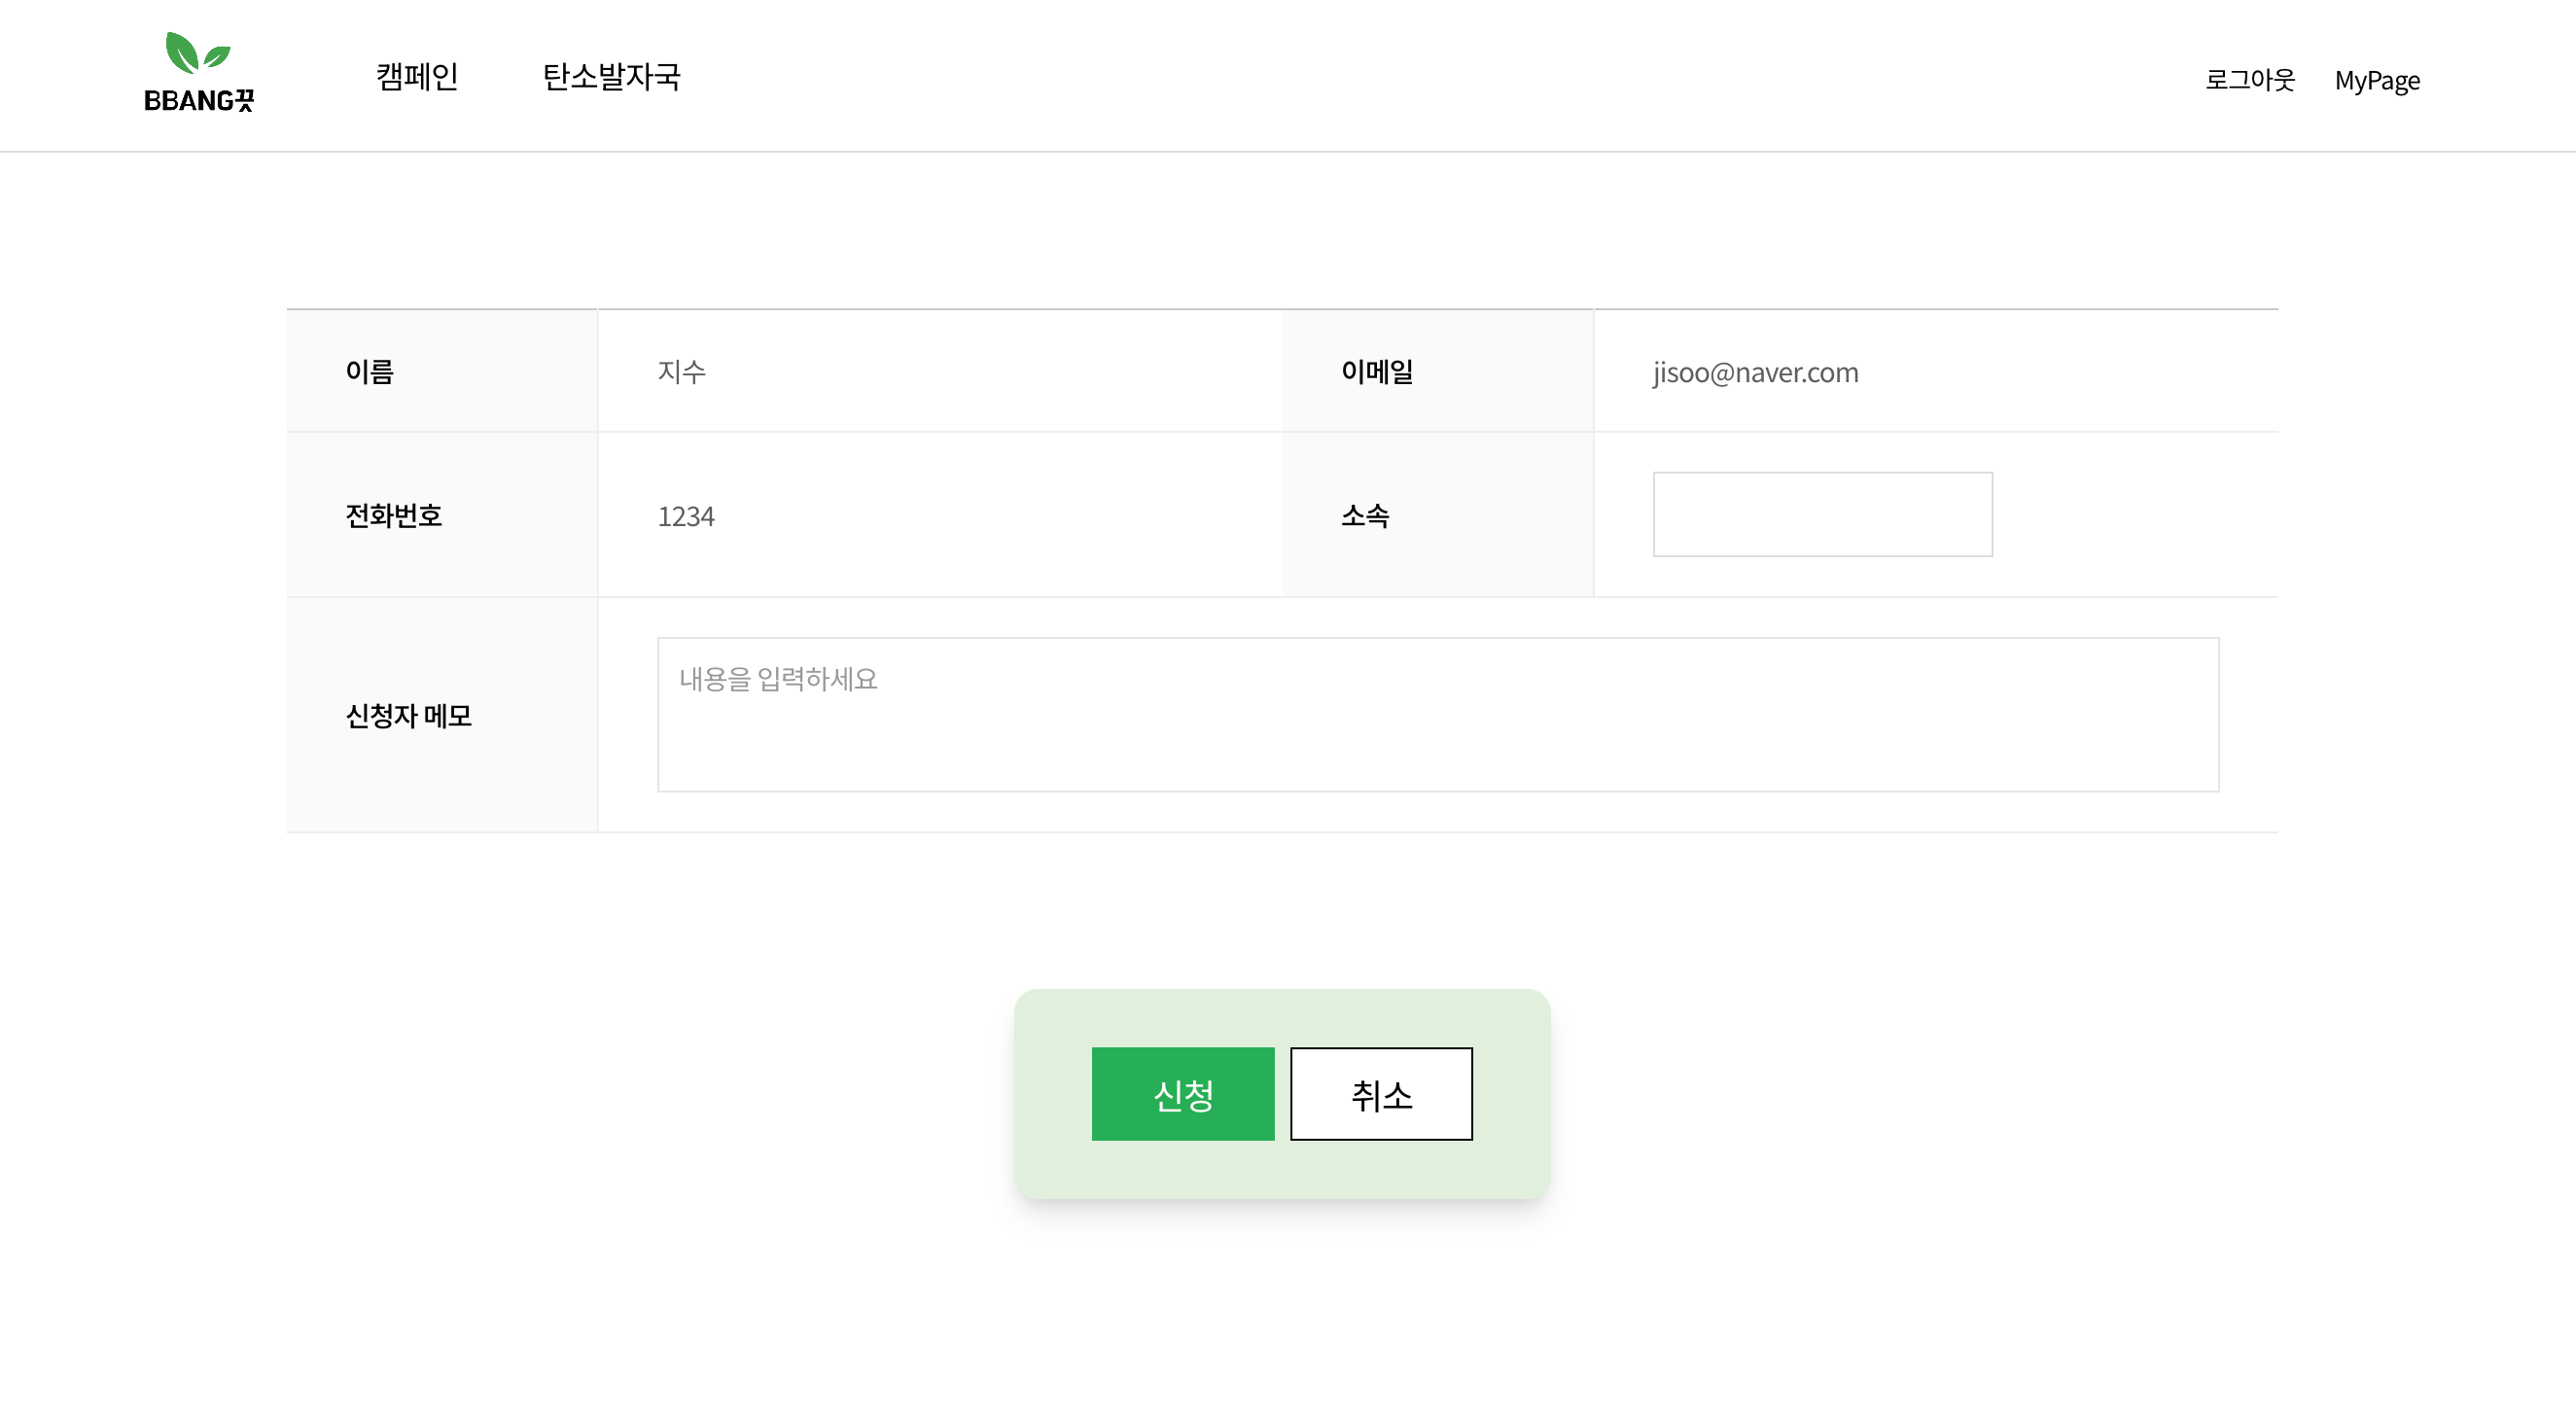 BBANG끗
캠페인 탄소발자국
로그아웃 MyPage
이름 지수 이메일 jisoo@naver.com
전화번호 1234 소속
신청자 메모 내용을 입력하세요
신청 취소